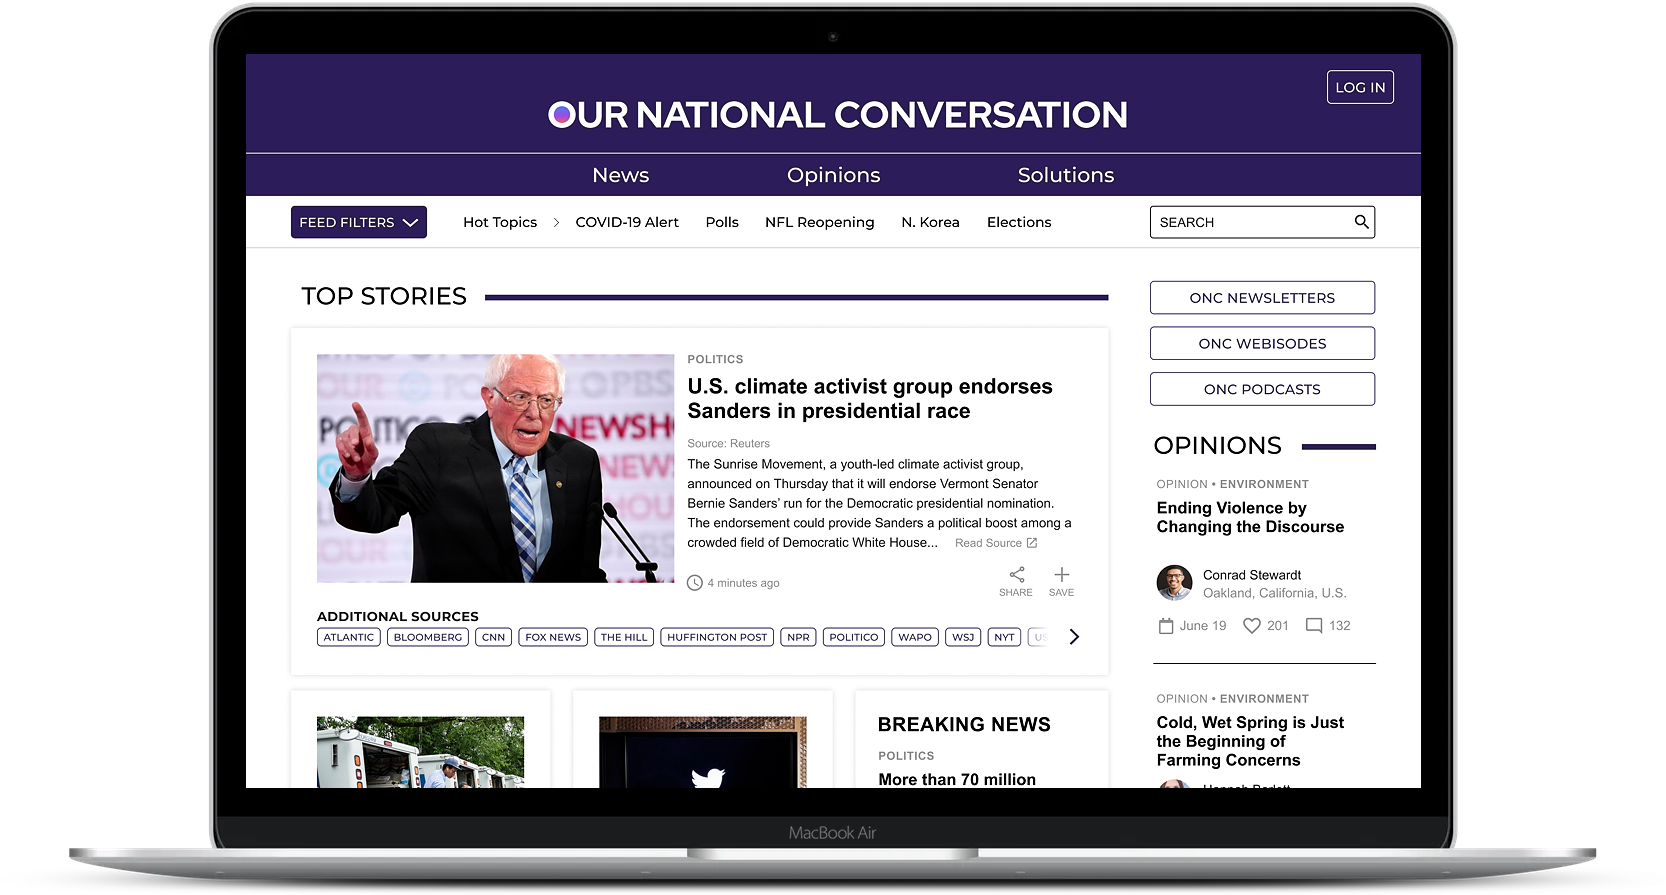 LOG IN
OUR NATIONAL CONVERSATION
News Opinions Solutions
FEED FILTERS Hot Topics > COVID-19 Alert Polls NFL Reopening N. Korea Elections SEARCH
TOP STORIES
POLITICO
NEWSH
NEWS
HOUR
OUR
PBS
POLITICS
U.S. climate activist group endorses
Sanders in presidential race
Source: Reuters
The Sunrise Movement, a youth-led climate activist group,
announced on Thursday that it will endorse Vermont Senator
Bernie Sanders’ run for the Democratic presidential nomination.
The endorsement could provide Sanders a political boost among a
crowded field of Democratic White House... Read Source
4 minutes ago
SHARE SAVE
ADDITIONAL SOURCES
ATLANTIC BLOOMBERG CNN FOX NEWS THE HILL HUFFINGTON POST NPR POLITICO WAPO WSJ NYT US
BREAKING NEWS
POLITICS
More than 70 million
ONC NEWSLETTERS
ONC WEBISODES
ONC PODCASTS
OPINIONS
OPINION • ENVIRONMENT
Ending Violence by
Changing the Discourse
Conrad Stewardt
Oakland, California, U.S.
June 19 201 132
OPINION • ENVIRONMENT
Cold, Wet Spring is Just
the Beginning of
Farming Concerns
MacBook Air